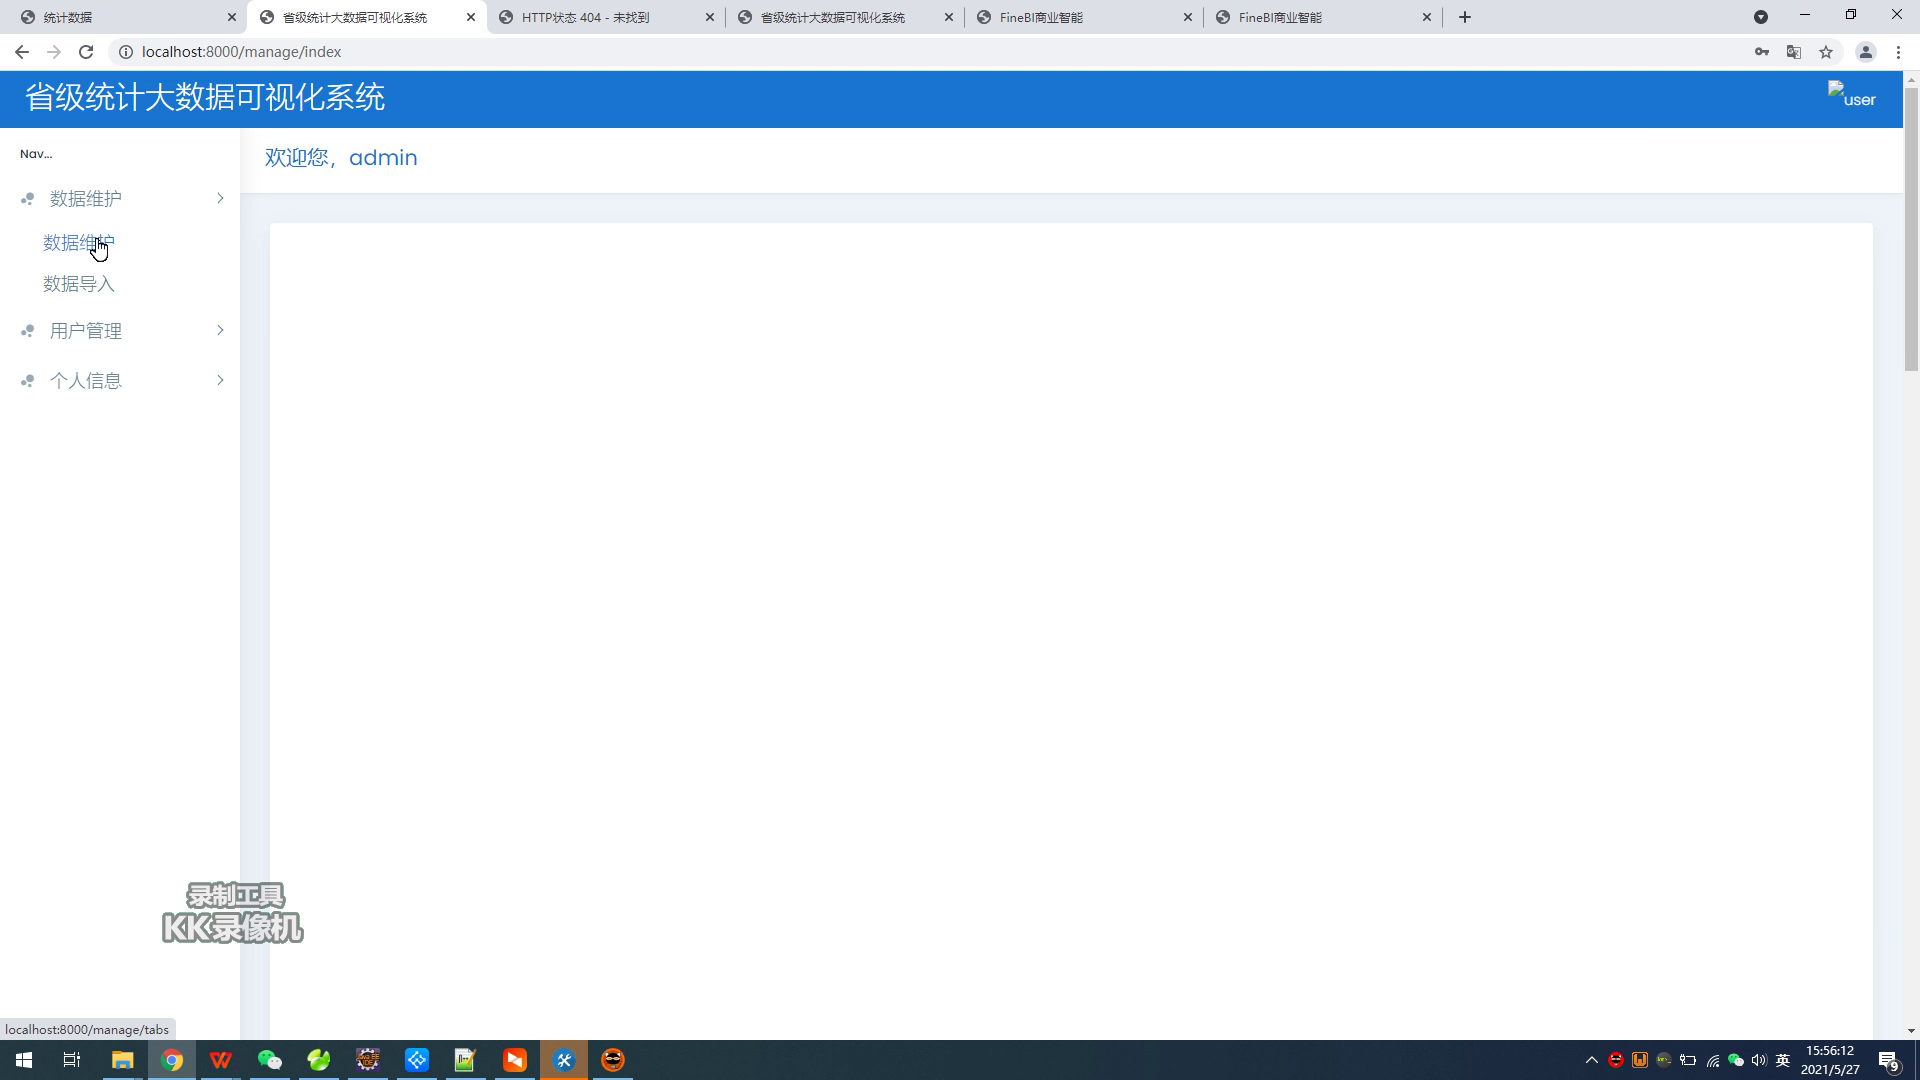 统计数据
省级统计大数据可视化系统
HTTP状态 404 - 未找到
省级统计大数据可视化系统
FineBI商业智能
FineBI商业智能
localhost:8000/manage/index
省级统计大数据可视化系统
user
Nav...
欢迎您，admin
数据维护
数据维护
数据导入
用户管理
个人信息
录制工具
KK录像机
localhost:8000/manage/tabs
英
15:56:12
2021/5/27
9